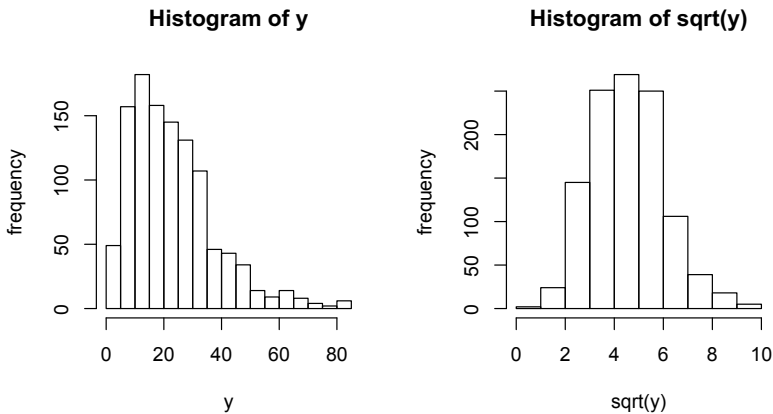 Histogram of y
frequency
0
50
100
150
0 20 40 60 80
y
Histogram of sqrt(y)
frequency
0
50
100
200
0 2 4 6 8 10
sqrt(y)